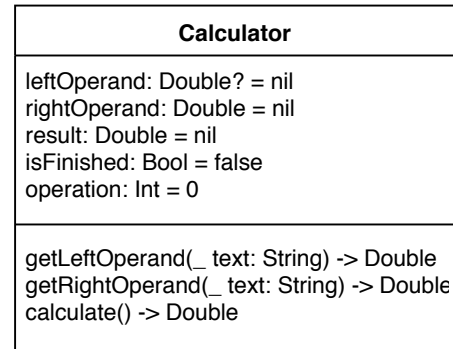 Calculator
leftOperand: Double? = nil
rightOperand: Double = nil
result: Double = nil
isFinished: Bool = false
operation: Int = 0
getLeftOperand(_ text: String) -> Double
getRightOperand(_ text: String) -> Double
calculate() -> Double